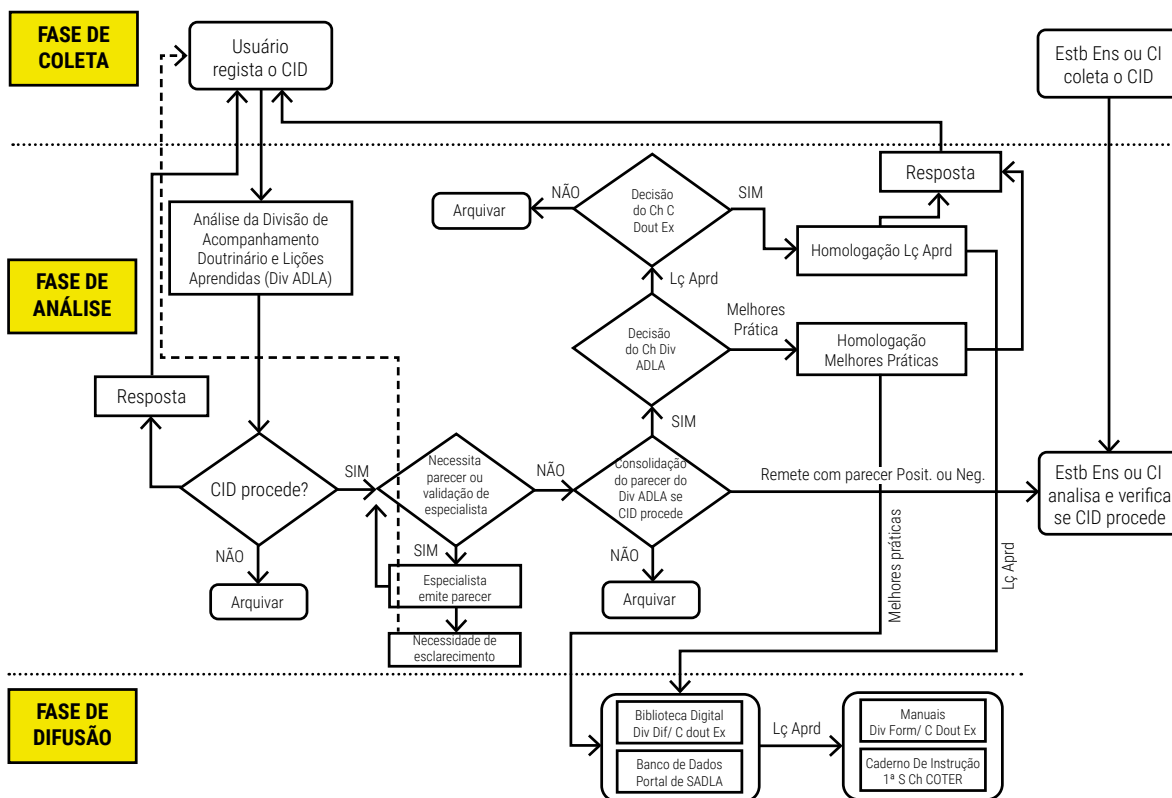 FASE DE
COLETA
Usuário
regista o CID
Estb Ens ou CI
coleta o CID
FASE DE
ANÁLISE
Análise da Divisão de
Acompanhamento
Doutrinário e Lições
Aprendidas (Div ADLA)
Arquivar
NÃO
Decisão
do Ch C
Dout Ex
SIM
Resposta
Homologação Lç Aprd
Lç Aprd
Decisão
do Ch Div
ADLA
Melhores
Prática
Homologação
Melhores Práticas
Resposta
SIM
CID procede?
SIM
Necessita
parecer ou
validação de
especialista
NÃO
Consolidação
do parecer do
Div ADLA se
CID procede
Remete com parecer Posit. ou Neg.
Estb Ens ou CI
analisa e verifica
se CID procede
NÃO
Arquivar
SIM
Especialista
emite parecer
Necessidade de
esclarecimento
NÃO
Arquivar
Melhores práticas
Lç Aprd
FASE DE
DIFUSÃO
Biblioteca Digital
Div Dif/ C dout Ex
Banco de Dados
Portal de SADLA
Lç Aprd
Manuais
Div Form/ C Dout Ex
Caderno De Instrução
1ª S Ch COTER